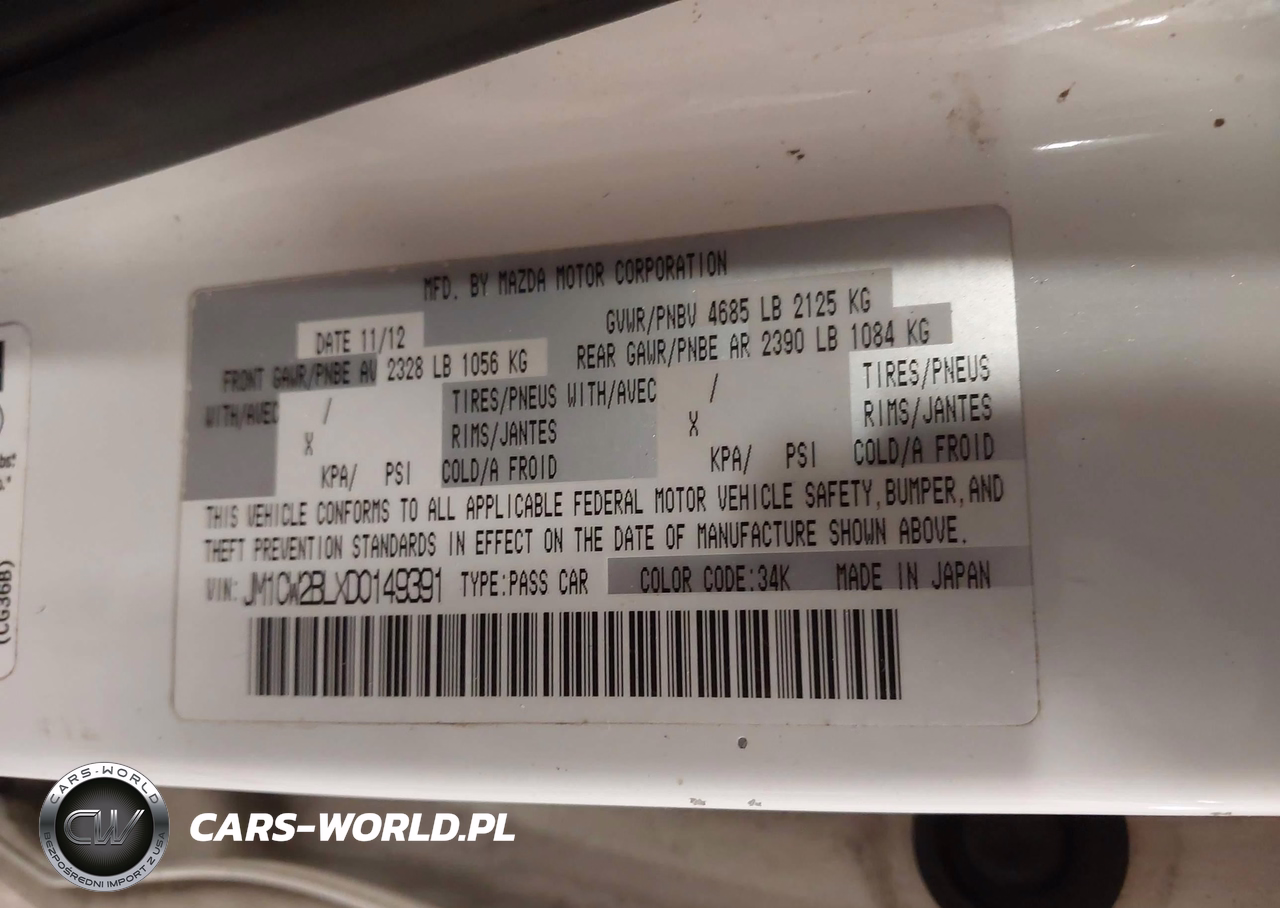 MFD. BY MAZDA MOTOR CORPORATION
DATE 11/12
GVWR/PNBV 4685 LB 2125 KG
FRONT GAWR/PNBE AV 2328 LB 1056 KG
REAR GAWR/PNBE AR 2390 LB 1084 KG
WITH/AVEC / TIRES/PNEUS WITH/AVEC / TIRES/PNEUS
X RIMS/JANTES X RIMS/JANTES
KPA/ PSI COLD/A FROID KPA/ PSI COLD/A FROID
THIS VEHICLE CONFORMS TO ALL APPLICABLE FEDERAL MOTOR VEHICLE SAFETY, BUMPER, AND
THEFT PREVENTION STANDARDS IN EFFECT ON THE DATE OF MANUFACTURE SHOWN ABOVE.
VIN: JM1CW2BLXD0149391 TYPE:PASS CAR COLOR CODE:34K MADE IN JAPAN
(CG36B)
CARS-WORLD
CW
BEZPOŚREDNI IMPORT Z USA
CARS-WORLD.PL